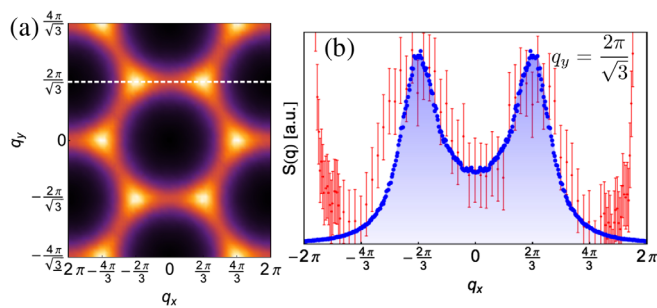 (a)
4π/√3
2π/√3
0
-2π/√3
-4π/√3
q_y
2π -4π/3 -2π/3 0 2π/3 4π/3 2π
q_x
(b)
q_y = 2π/√3
S(q) [a.u.]
-2π -4π/3 -2π/3 0 2π/3 4π/3 2π
q_x